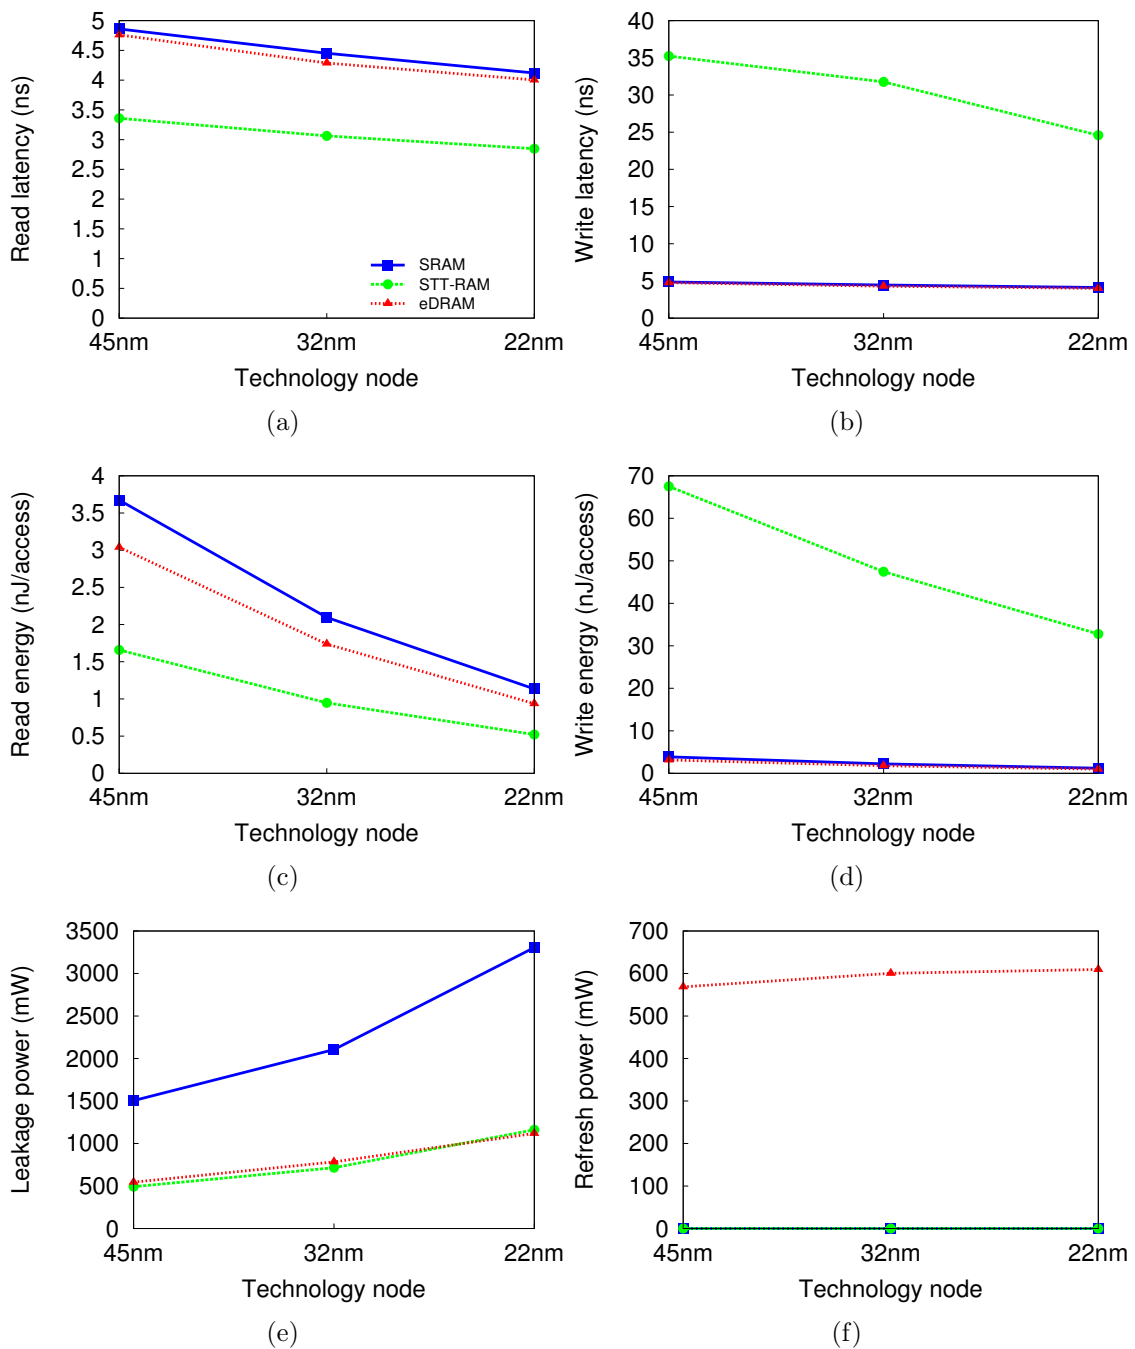 5
4.5
4
3.5
3
2.5
2
1.5
1
0.5
0
Read latency (ns)
SRAM
STT-RAM
eDRAM
45nm 32nm 22nm
Technology node
(a)
40
35
30
25
20
15
10
5
0
Write latency (ns)
45nm 32nm 22nm
Technology node
(b)
4
3.5
3
2.5
2
1.5
1
0.5
0
Read energy (nJ/access)
45nm 32nm 22nm
Technology node
(c)
70
60
50
40
30
20
10
0
Write energy (nJ/access)
45nm 32nm 22nm
Technology node
(d)
3500
3000
2500
2000
1500
1000
500
0
Leakage power (mW)
45nm 32nm 22nm
Technology node
(e)
700
600
500
400
300
200
100
0
Refresh power (mW)
45nm 32nm 22nm
Technology node
(f)